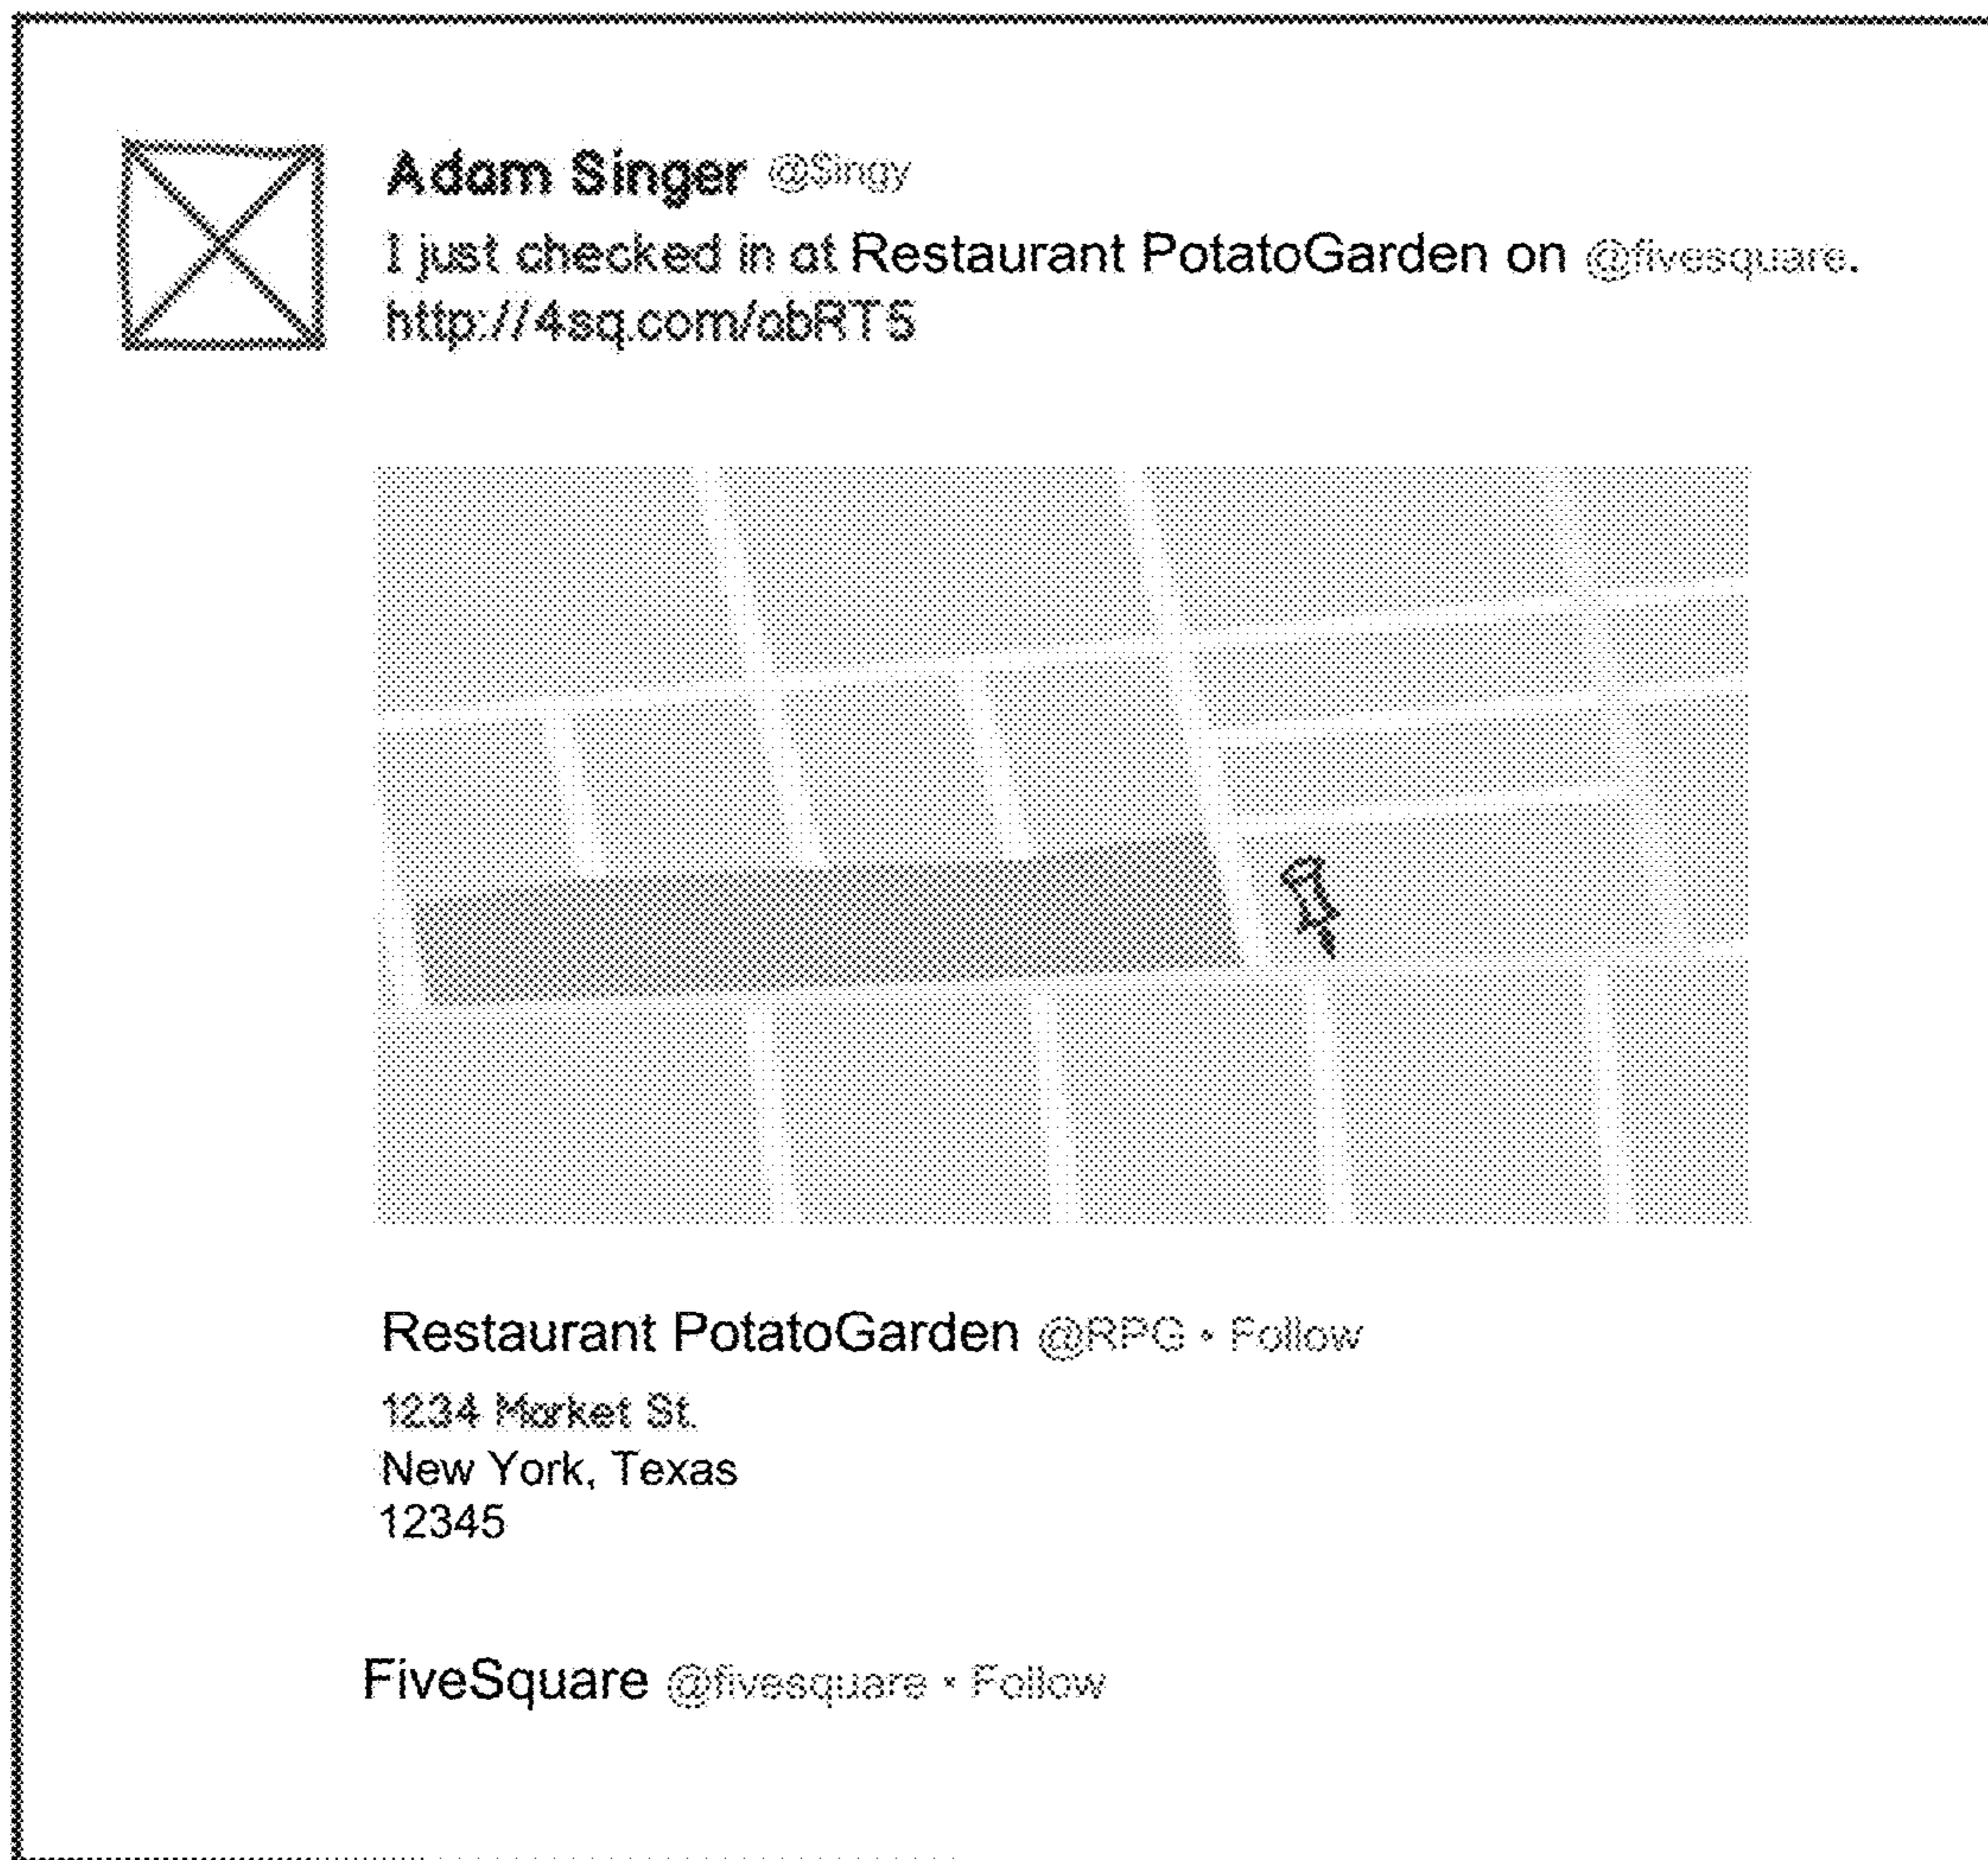 Adam Singer @Singy
I just checked in at Restaurant PotatoGarden on @fivesquare.
http://4sq.com/abRT5
Restaurant PotatoGarden @RPG • Follow
1234 Market St.
New York, Texas
12345
FiveSquare @fivesquare • Follow